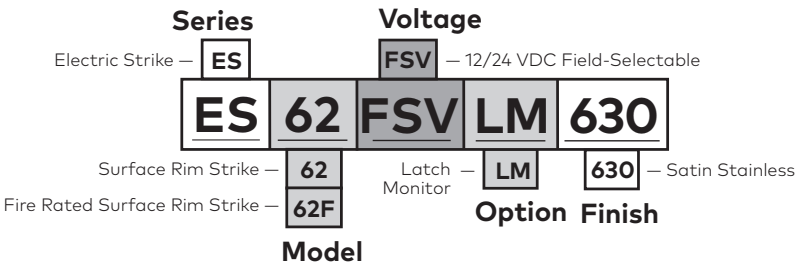 Series
Voltage
Electric Strike — ES
FSV — 12/24 VDC Field-Selectable
ES 62 FSV LM 630
Surface Rim Strike — 62
Latch Monitor — LM
630 — Satin Stainless
Fire Rated Surface Rim Strike — 62F
Option
Finish
Model